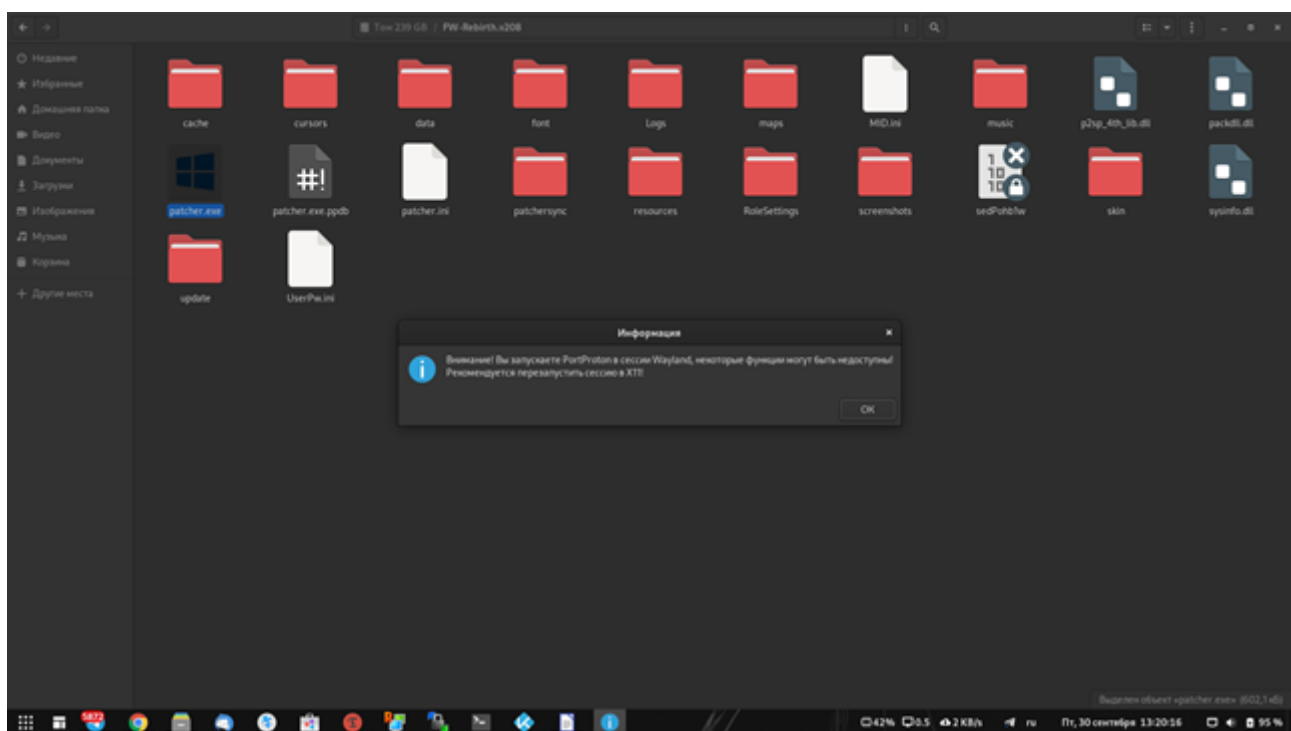 Том 239 GB / FW-Rebirth.v208
Недавние
Избранные
Домашняя папка
Видео
Документы
Загрузки
Изображения
Музыка
Корзина
+ Другие места
cache cursors data font Logs maps MID.ini music p2sp_4th_lib.dll packdll.dll
patcher.exe patcher.exe.ppdb patcher.ini patchersync resources RoleSettings screenshots skin sysinfo.dll
update UserPw.ini
Информация
Внимание! Вы запускаете PortProton в сессии Wayland, некоторые функции могут быть недоступны!
Рекомендуется перезапустить сессию в X11!
OK
Выделен объект «patcher.exe» (602,1 кБ)
5872 42% 0.5 2 KB/s ru Пт, 30 сентября 13:20:16 95 %